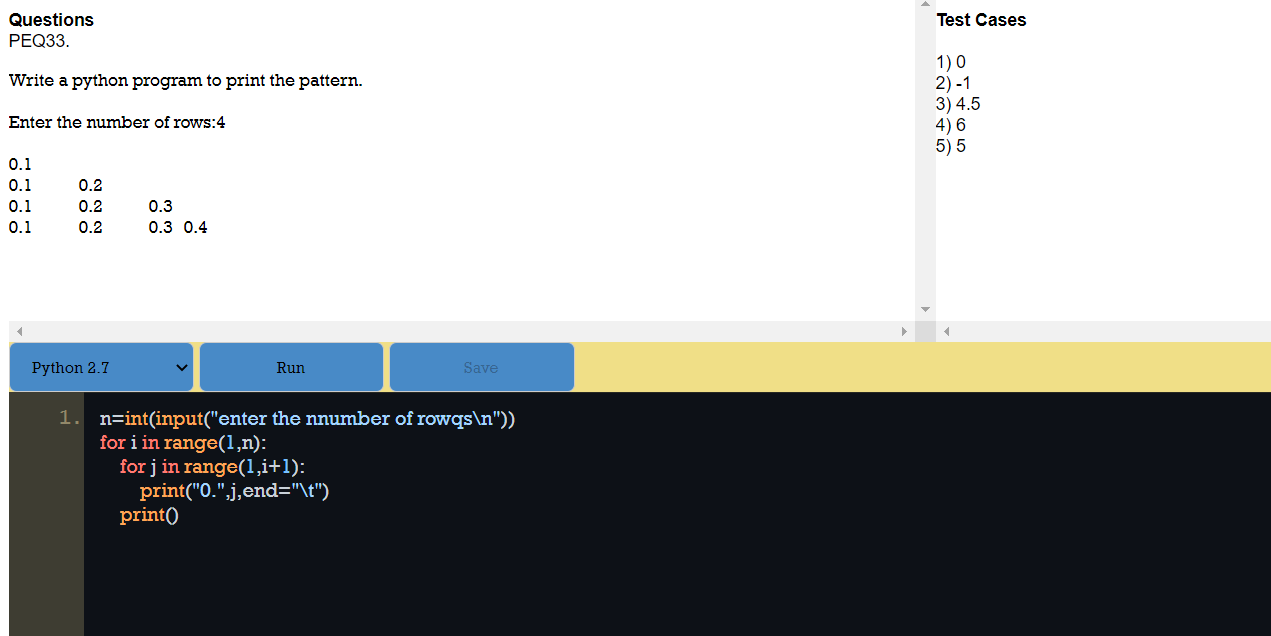 Questions
PEQ33.
Write a python program to print the pattern.
Enter the number of rows:4
0.1
0.1 0.2
0.1 0.2 0.3
0.1 0.2 0.3 0.4
Test Cases
1) 0
2) -1
3) 4.5
4) 6
5) 5
Python 2.7
Run
Save
1.
n=int(input("enter the nnumber of rowqs\n"))
for i in range(1,n):
for j in range(1,i+1):
print("0.",j,end="\t")
print()